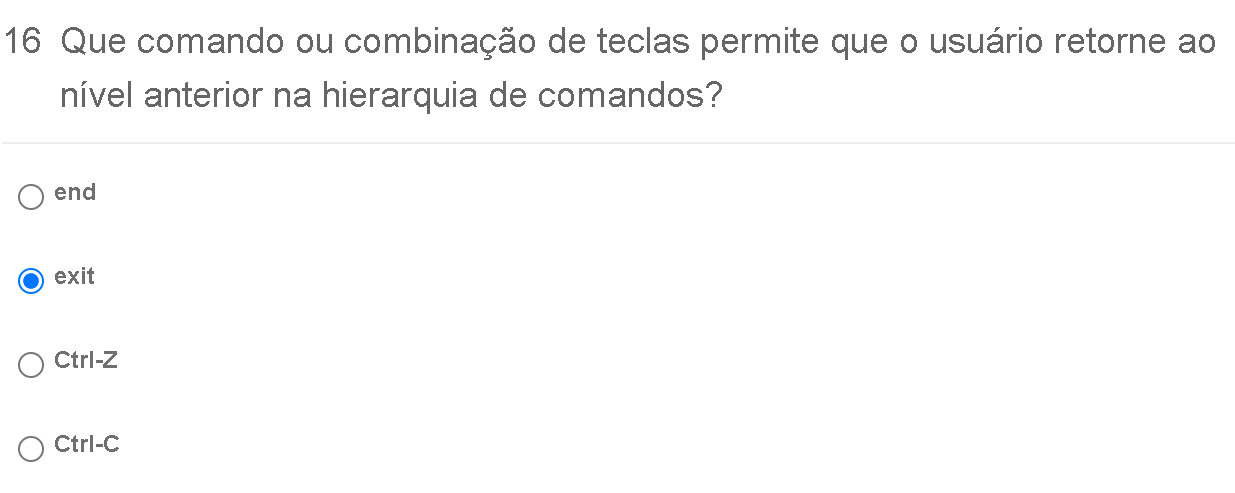 16 Que comando ou combinação de teclas permite que o usuário retorne ao
nível anterior na hierarquia de comandos?
end
exit
Ctrl-Z
Ctrl-C